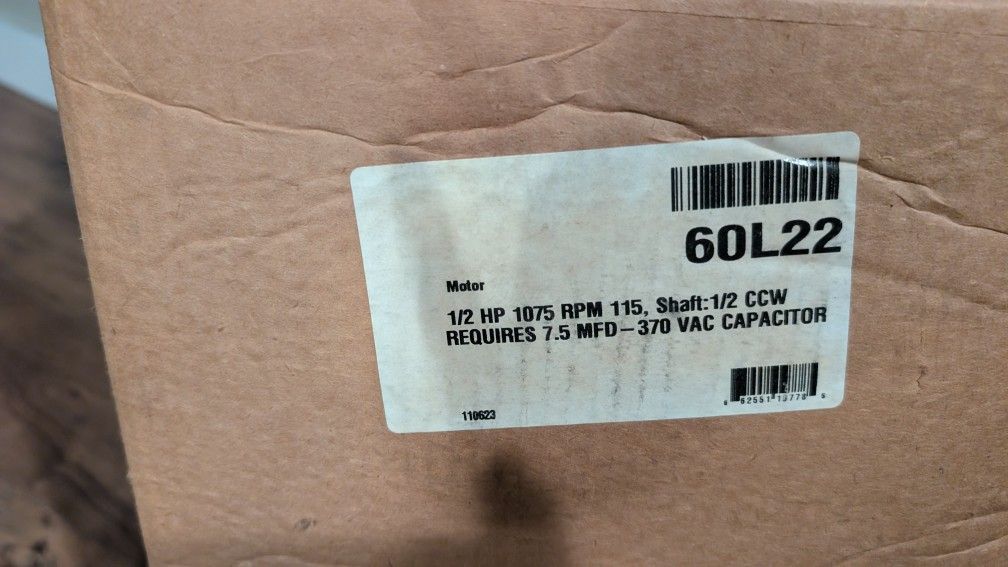 60L22
Motor
1/2 HP 1075 RPM 115, Shaft:1/2 CCW
REQUIRES 7.5 MFD-370 VAC CAPACITOR
110623